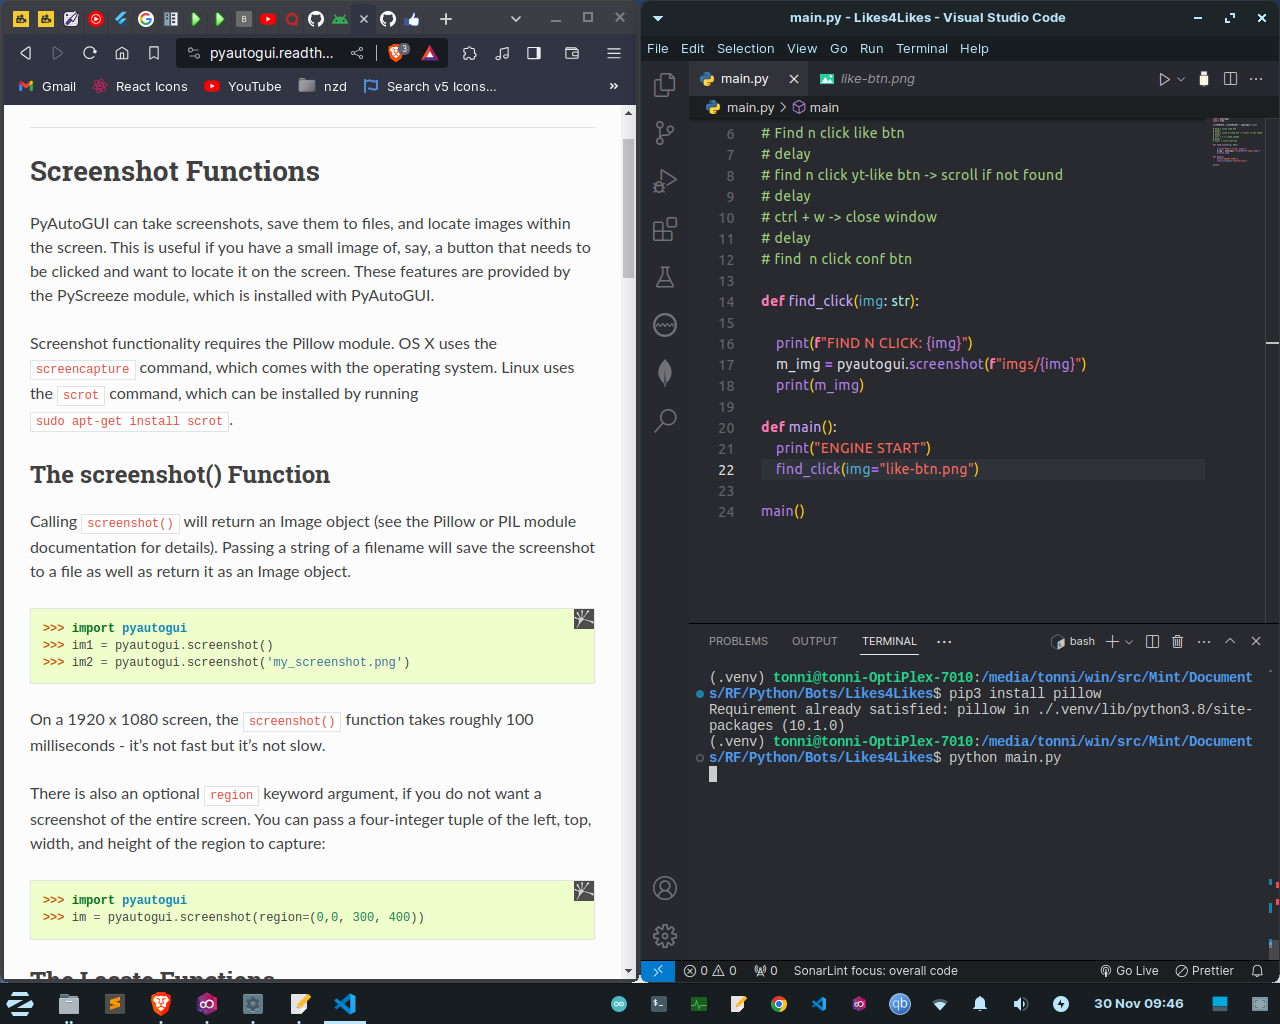 main.py - Likes4Likes - Visual Studio Code
pyautogui.readth...
3
Gmail
React Icons
YouTube
nzd
Search v5 Icons...
»
Screenshot Functions
PyAutoGUI can take screenshots, save them to files, and locate images within
the screen. This is useful if you have a small image of, say, a button that needs to
be clicked and want to locate it on the screen. These features are provided by
the PyScreeze module, which is installed with PyAutoGUI.
Screenshot functionality requires the Pillow module. OS X uses the
screencapture command, which comes with the operating system. Linux uses
the scrot command, which can be installed by running
sudo apt-get install scrot.
The screenshot() Function
Calling screenshot() will return an Image object (see the Pillow or PIL module
documentation for details). Passing a string of a filename will save the screenshot
to a file as well as return it as an Image object.
>>> import pyautogui
>>> im1 = pyautogui.screenshot()
>>> im2 = pyautogui.screenshot('my_screenshot.png')
On a 1920 x 1080 screen, the screenshot() function takes roughly 100
milliseconds - it's not fast but it's not slow.
There is also an optional region keyword argument, if you do not want a
screenshot of the entire screen. You can pass a four-integer tuple of the left, top,
width, and height of the region to capture:
>>> import pyautogui
>>> im = pyautogui.screenshot(region=(0,0, 300, 400))
The Locate Functions
File Edit Selection View Go Run Terminal Help
main.py
like-btn.png
main.py > main
6 # Find n click like btn
7 # delay
8 # find n click yt-like btn -> scroll if not found
9 # delay
10 # ctrl + w -> close window
11 # delay
12 # find  n click conf btn
13
14 def find_click(img: str):
15
16 print(f"FIND N CLICK: {img}")
17 m_img = pyautogui.screenshot(f"imgs/{img}")
18 print(m_img)
19
20 def main():
21 print("ENGINE START")
22 find_click(img="like-btn.png")
23
24 main()
PROBLEMS OUTPUT TERMINAL ··· bash
(.venv) tonni@tonni-OptiPlex-7010:/media/tonni/win/src/Mint/Document
s/RF/Python/Bots/Likes4Likes$ pip3 install pillow
Requirement already satisfied: pillow in ./.venv/lib/python3.8/site-
packages (10.1.0)
(.venv) tonni@tonni-OptiPlex-7010:/media/tonni/win/src/Mint/Document
s/RF/Python/Bots/Likes4Likes$ python main.py
0 0 0 SonarLint focus: overall code Go Live Prettier
qb
30 Nov 09:46